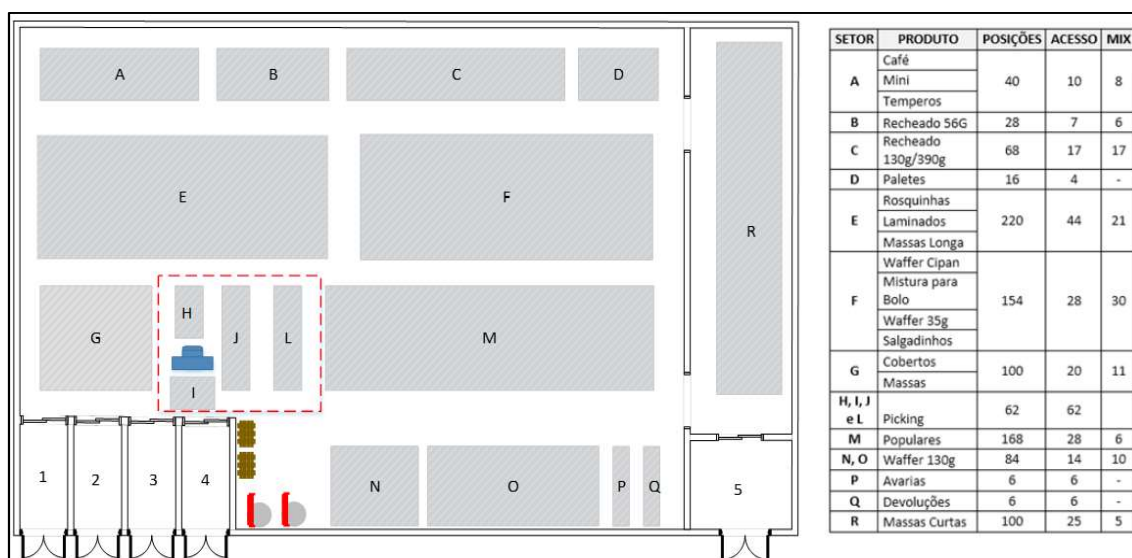 A B C D
E F
R
H
G J L M
I
1 2 3 4
N O P Q 5
SETOR PRODUTO POSIÇÕES ACESSO MIX
A Café 40 10 8
Mini
Temperos
B Recheado 56G 28 7 6
C Recheado 68 17 17
130g/390g
D Paletes 16 4 -
E Rosquinhas 220 44 21
Laminados
Massas Longa
F Waffer Cipan 154 28 30
Mistura para
Bolo
Waffer 35g
Salgadinhos
G Cobertos 100 20 11
Massas
H, I, J
e L Picking 62 62
M Populares 168 28 6
N, O Waffer 130g 84 14 10
P Avarias 6 6 -
Q Devoluções 6 6 -
R Massas Curtas 100 25 5